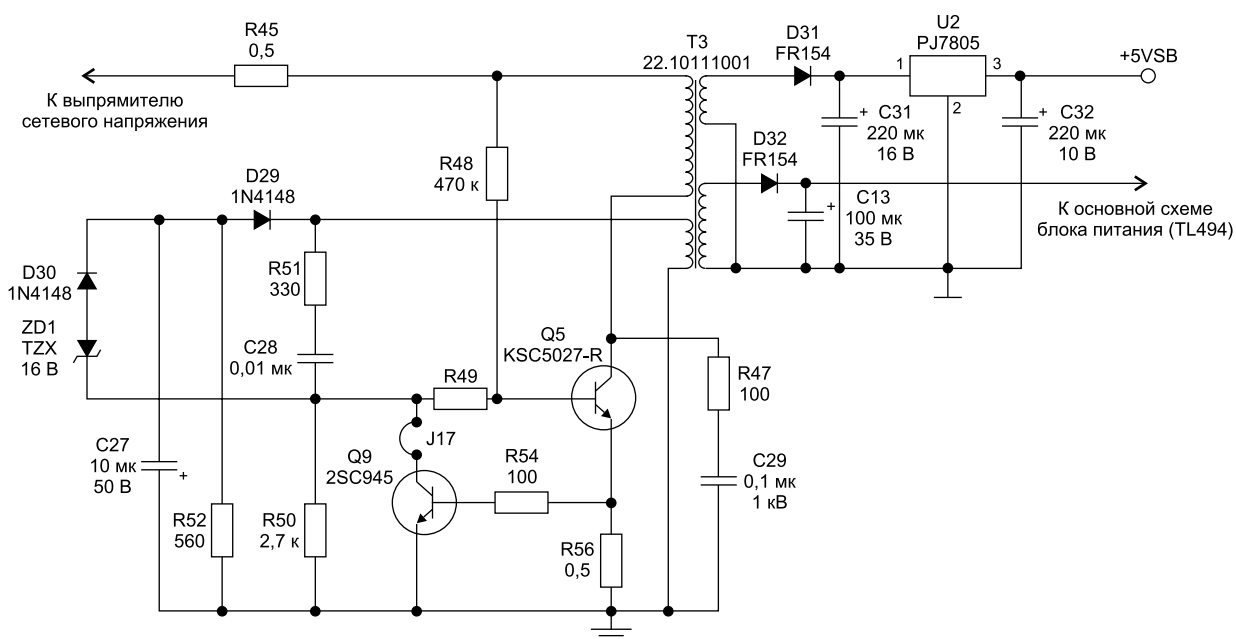 R45
0,5
К выпрямителю
сетевого напряжения
T3
22.10111001
D31
FR154
U2
PJ7805
1
3
2
+5VSB
+
C31
220 мк
16 В
+
C32
220 мк
10 В
D32
FR154
+
C13
100 мк
35 В
К основной схеме
блока питания (TL494)
R48
470 к
D29
1N4148
D30
1N4148
ZD1
TZX
16 В
R51
330
C28
0,01 мк
R49
Q5
KSC5027-R
R47
100
C29
0,1 мк
1 кВ
J17
Q9
2SC945
R54
100
C27
10 мк
50 В
+
R52
560
R50
2,7 к
R56
0,5